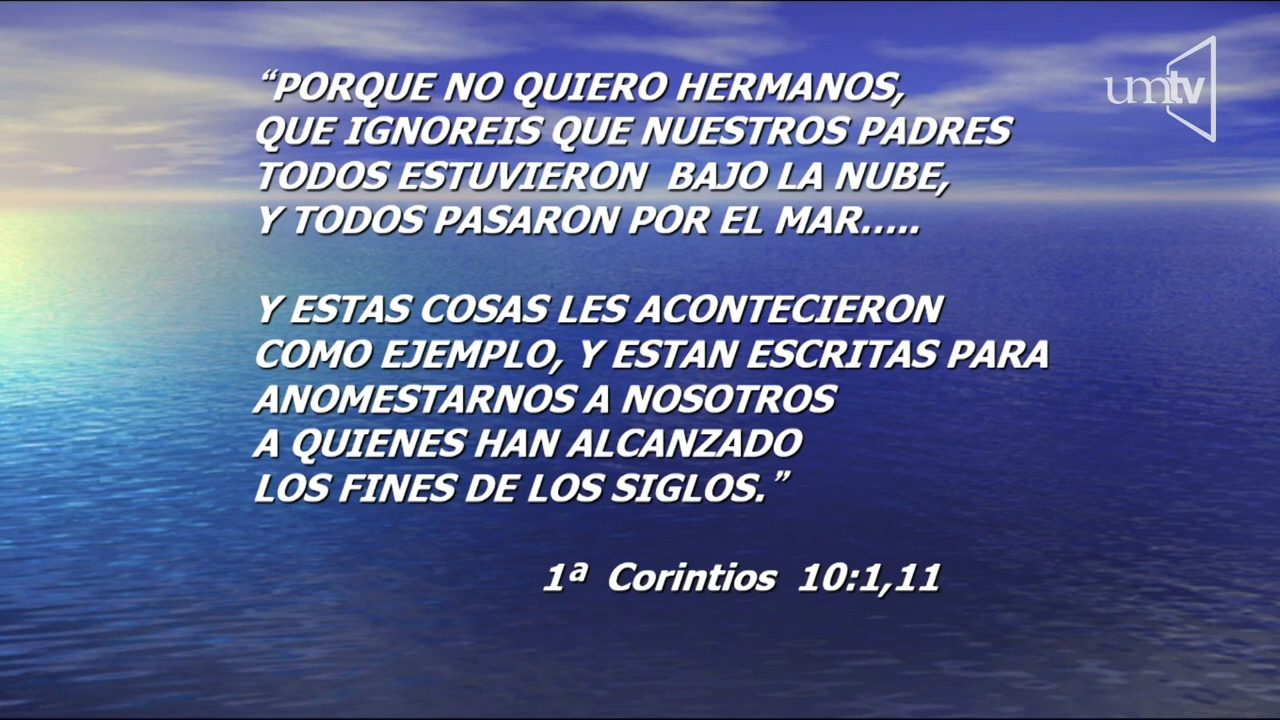 “PORQUE NO QUIERO HERMANOS,
QUE IGNOREIS QUE NUESTROS PADRES
TODOS ESTUVIERON BAJO LA NUBE,
Y TODOS PASARON POR EL MAR.....
Y ESTAS COSAS LES ACONTECIERON
COMO EJEMPLO, Y ESTAN ESCRITAS PARA
ANOMESTARNOS A NOSOTROS
A QUIENES HAN ALCANZADO
LOS FINES DE LOS SIGLOS.”
1ª Corintios 10:1,11
umtv